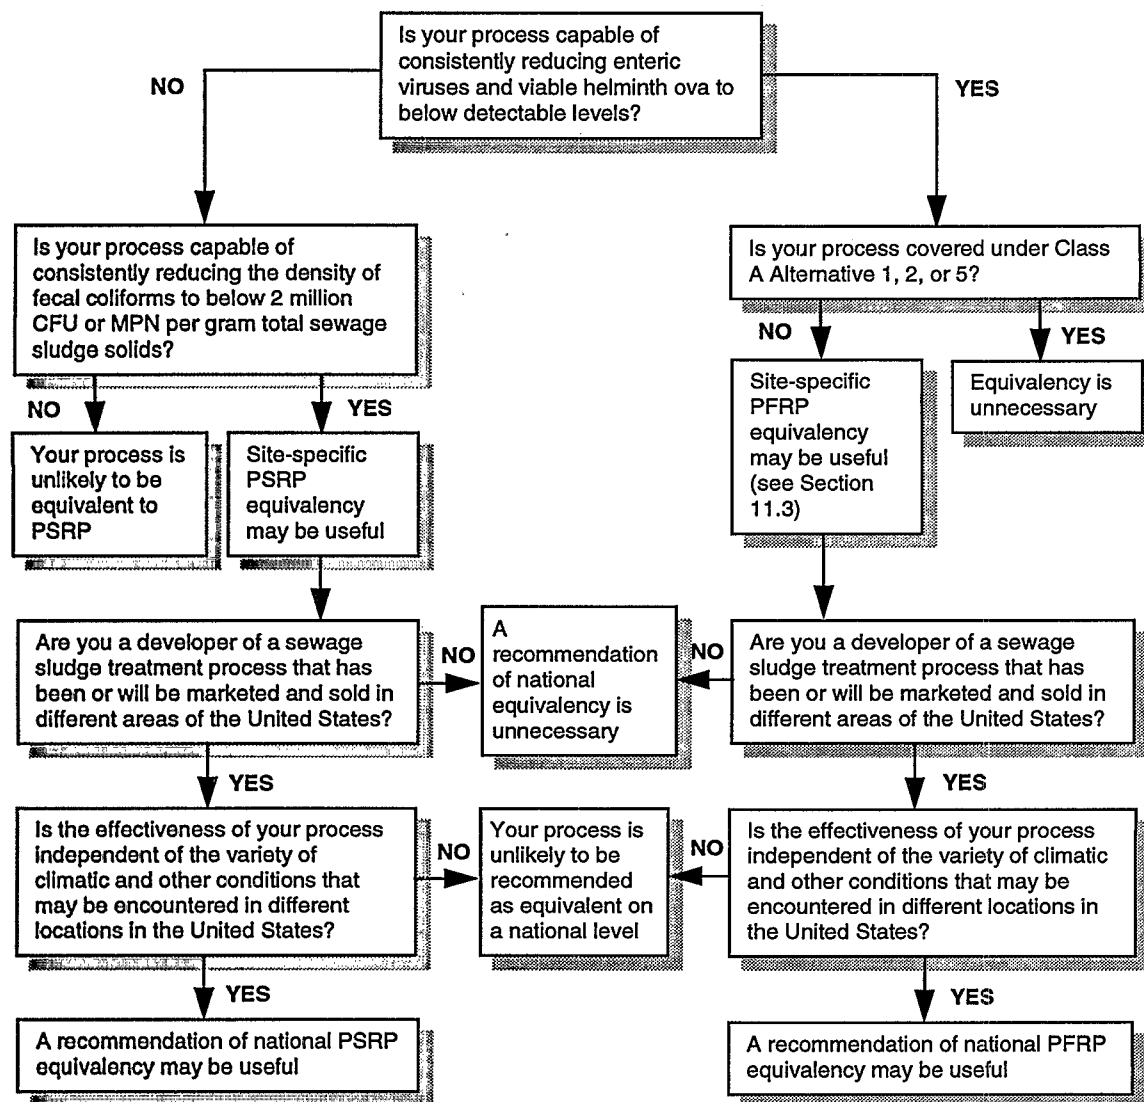 Is your process capable of
consistently reducing enteric
viruses and viable helminth ova to
below detectable levels?
NO
YES
Is your process capable of
consistently reducing the density of
fecal coliforms to below 2 million
CFU or MPN per gram total sewage
sludge solids?
Is your process covered under Class
A Alternative 1, 2, or 5?
NO
YES
NO
YES
Your process is
unlikely to be
equivalent to
PSRP
Site-specific
PSRP
equivalency
may be useful
Site-specific
PFRP
equivalency
may be useful
(see Section
11.3)
Equivalency is
unnecessary
Are you a developer of a sewage
sludge treatment process that has
been or will be marketed and sold in
different areas of the United States?
NO
A
recommendation
of national
equivalency is
unnecessary
NO
Are you a developer of a sewage
sludge treatment process that has
been or will be marketed and sold in
different areas of the United States?
YES
YES
Is the effectiveness of your process
independent of the variety of
climatic and other conditions that
may be encountered in different
locations in the United States?
NO
Your process is
unlikely to be
recommended
as equivalent on
a national level
NO
Is the effectiveness of your process
independent of the variety of climatic
and other conditions that may be
encountered in different locations in
the United States?
YES
YES
A recommendation of national PSRP
equivalency may be useful
A recommendation of national PFRP
equivalency may be useful